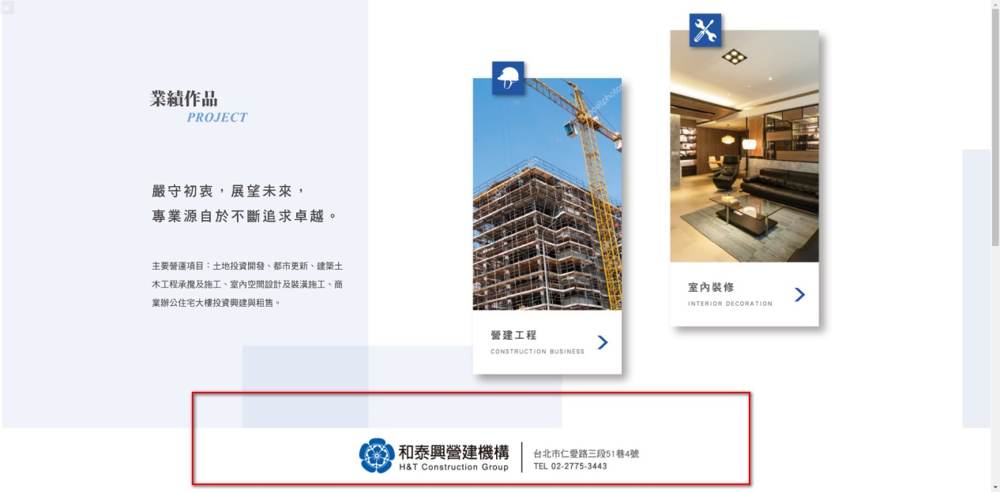 業績作品
PROJECT
嚴守初衷，展望未來，
專業源自於不斷追求卓越。
主要營運項目：土地投資開發、都市更新、建築土
木工程承攬及施工、室內空間設計及裝潢施工、商
業辦公住宅大樓投資興建與租售。
營建工程
CONSTRUCTION BUSINESS
室內裝修
INTERIOR DECORATION
和泰興營建機構
H&T Construction Group
台北市仁愛路三段51巷4號
TEL 02-2775-3443